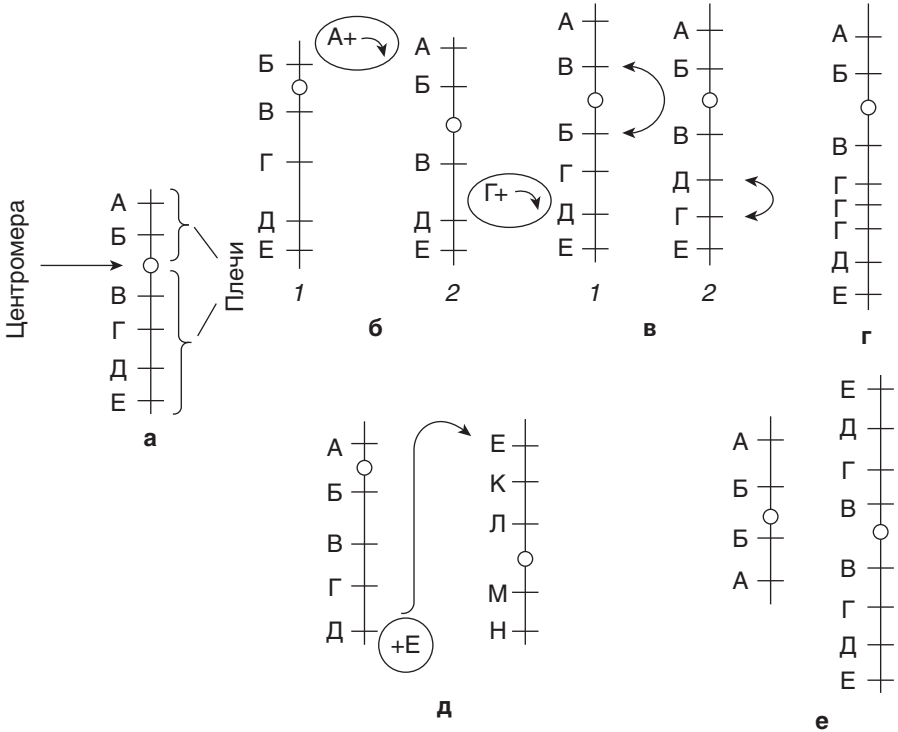 Центромера
А
Б
В
Г
Д
Е
Плечи
а
Б
В
Г
Д
Е
1
А+
А
Б
В
Д
Е
2
Г+
б
А
В
Б
Г
Д
Е
1
А
Б
В
Д
Г
Е
2
в
А
Б
В
Г
Г
Г
Д
Е
г
А
Б
В
Г
Д
+Е
Е
К
Л
М
Н
д
А
Б
Б
А
Е
Д
Г
В
В
Г
Д
Е
е